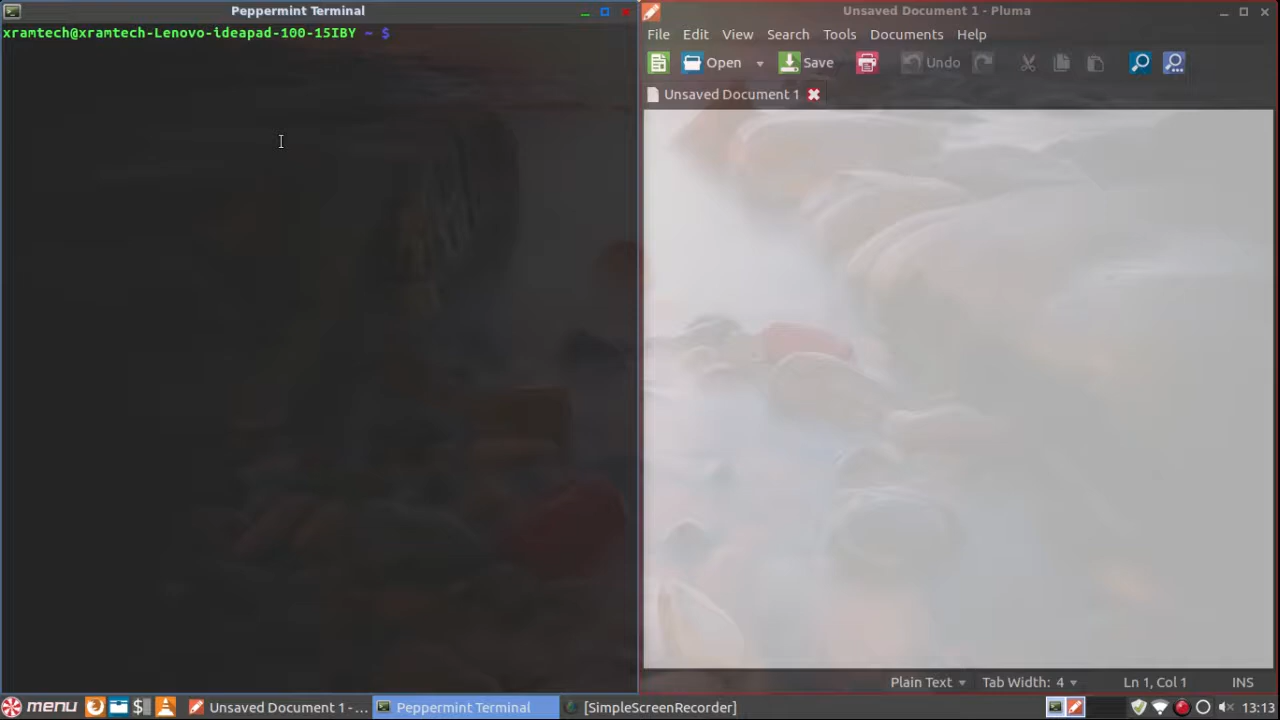 Peppermint Terminal
xramtech@xramtech-Lenovo-ideapad-100-15IBY ~ $
Unsaved Document 1 - Pluma
File Edit View Search Tools Documents Help
Open Save Undo
Unsaved Document 1
Plain Text Tab Width: 4 Ln 1, Col 1 INS
menu Unsaved Document 1 -... Peppermint Terminal [SimpleScreenRecorder] 13:13